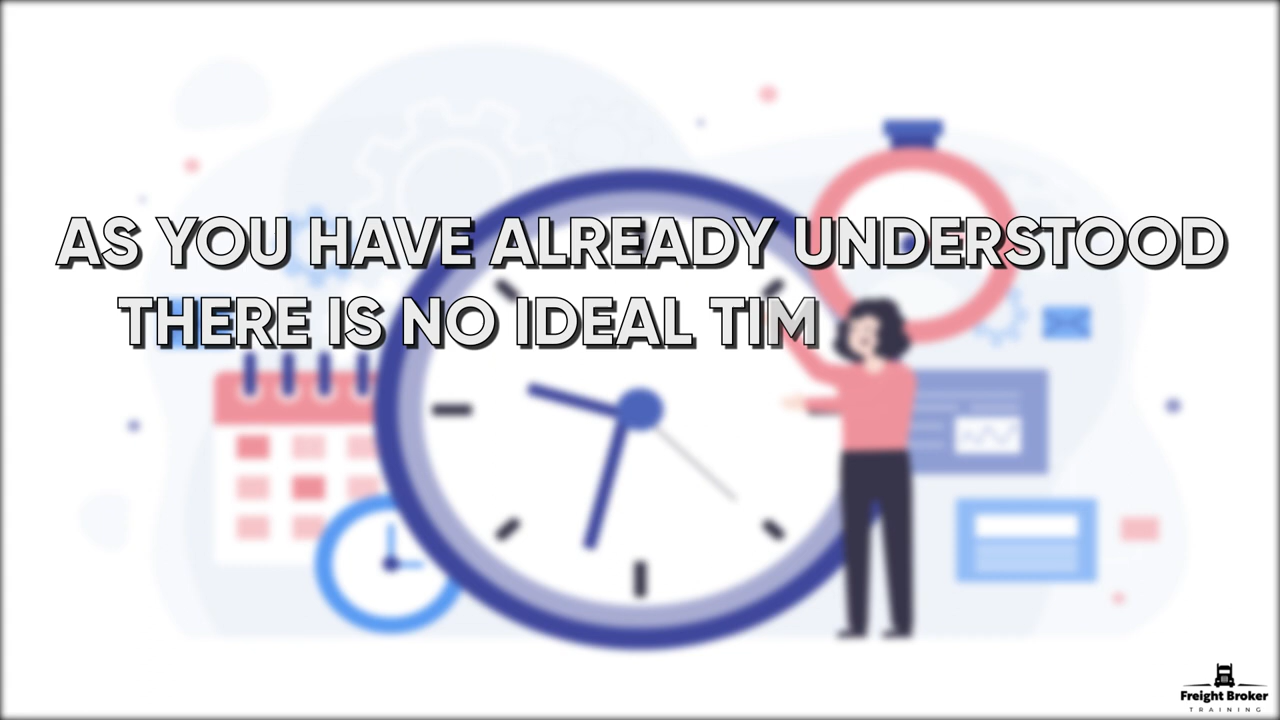 AS YOU HAVE ALREADY UNDERSTOOD
THERE IS NO IDEAL TIM
Freight Broker
TRAINING